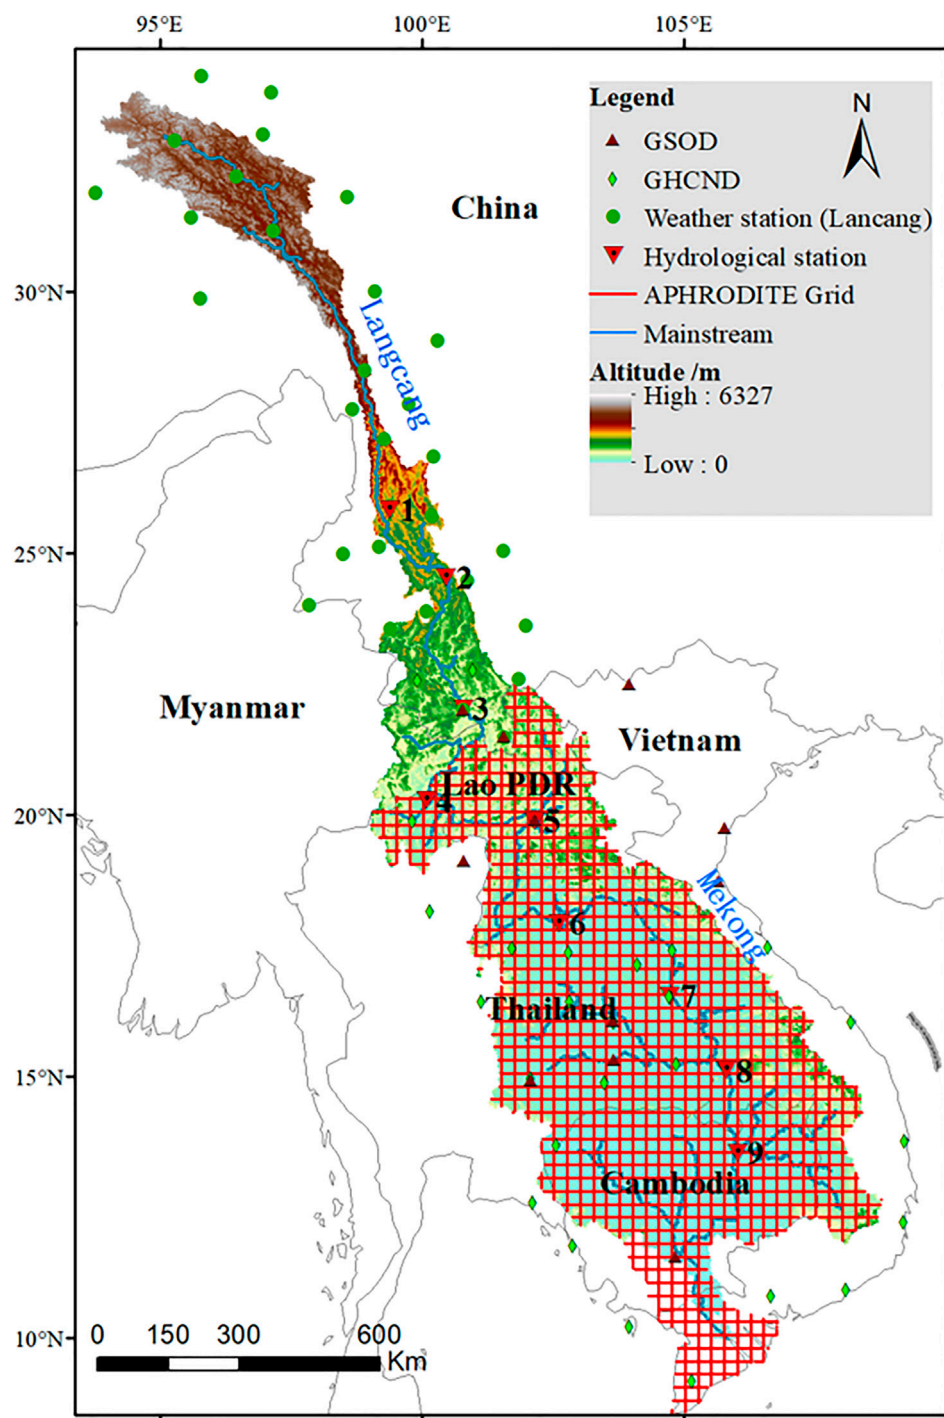 95°E
100°E
105°E
30°N
25°N
20°N
15°N
10°N
Legend
N
GSOD
GHCND
Weather station (Lancang)
Hydrological station
APHRODITE Grid
Mainstream
Altitude /m
High : 6327
Low : 0
China
Langcang
1
2
Myanmar
3
Vietnam
Lao PDR
4
5
Mekong
6
7
Thailand
8
9
Cambodia
0
150
300
600
Km